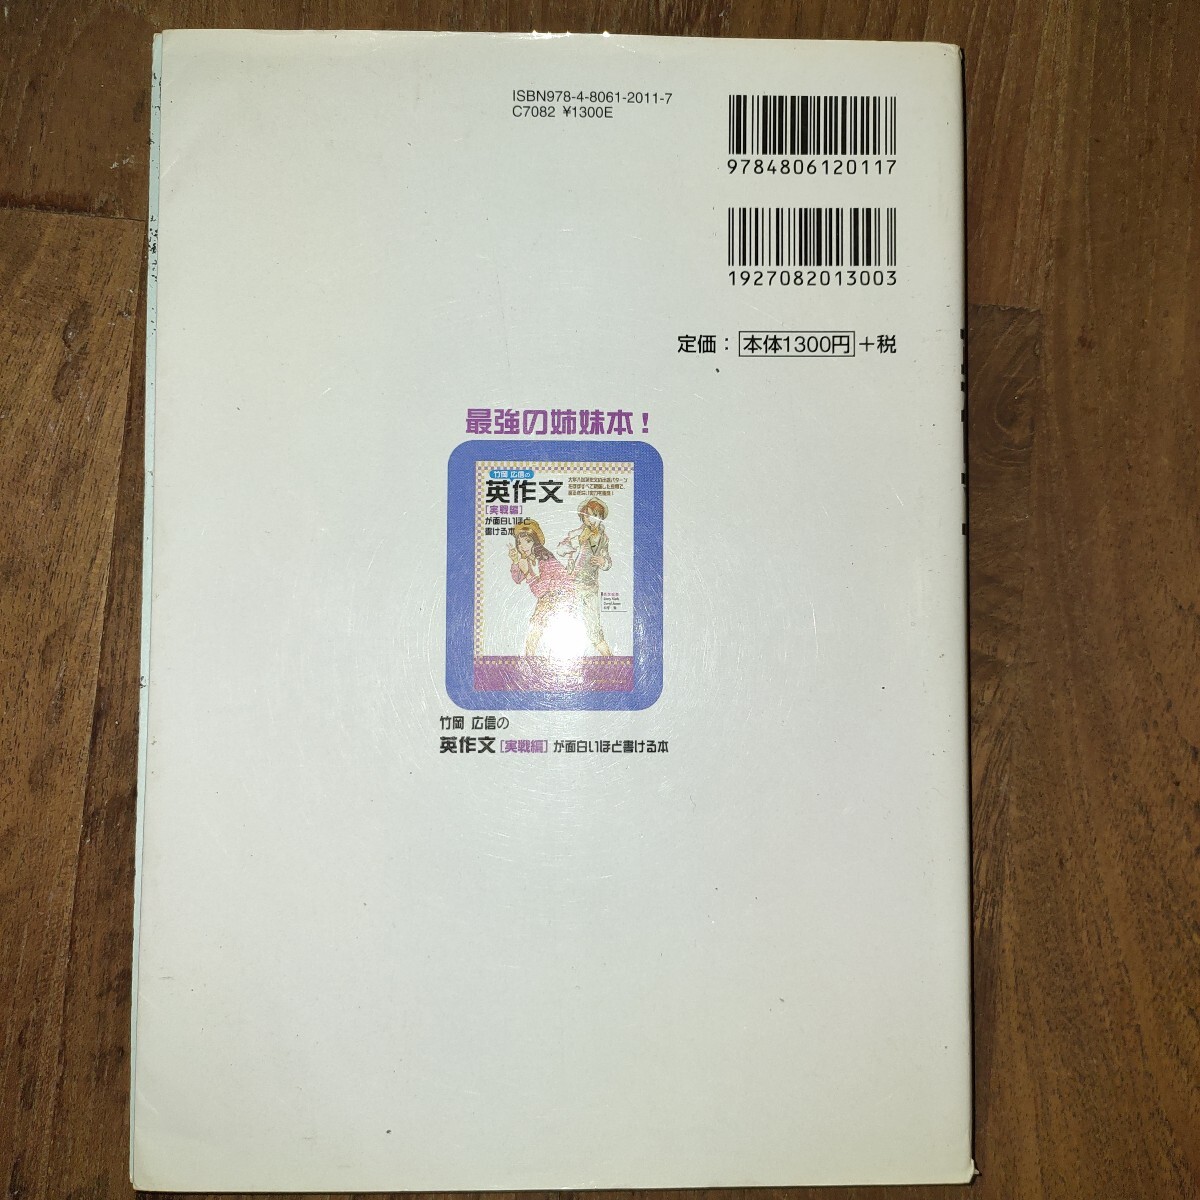 ISBN978-4-8061-2011-7
C7082 ¥1300E
9784806120117
1927082013003
定価：本体1300円＋税
最強の姉妹本！
竹岡 広信の
英作文
［実戦編］
が面白いほど
書ける本
竹岡 広信の
英作文［実戦編］が面白いほど書ける本